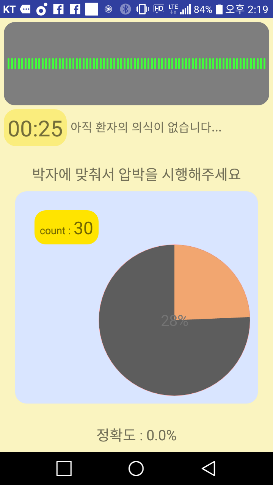 KT 84% 오후 2:19
00:25 아직 환자의 의식이 없습니다...
박자에 맞춰서 압박을 시행해주세요
count : 30
28%
정확도 : 0.0%